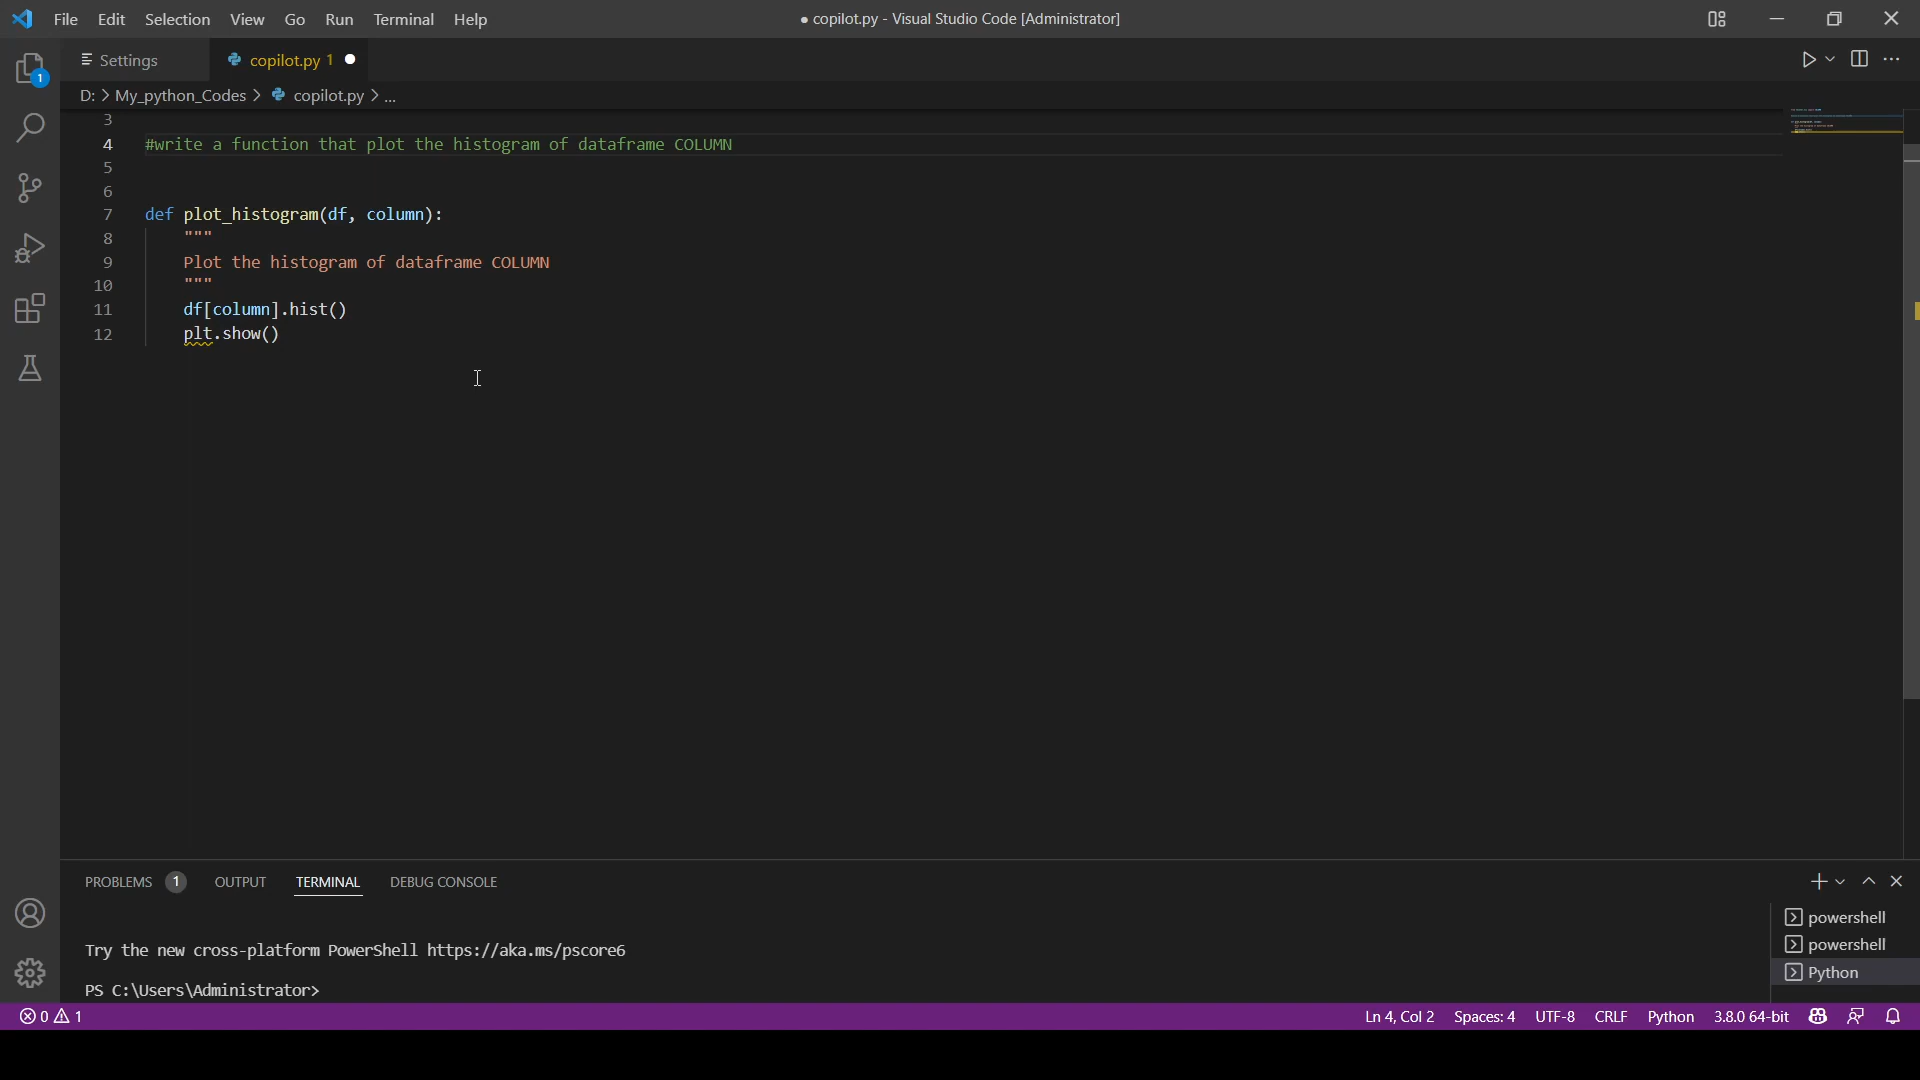 File Edit Selection View Go Run Terminal Help
● copilot.py - Visual Studio Code [Administrator]
1
Settings
copilot.py 1 ●
D: > My_python_Codes > copilot.py > ...
3
4 #write a function that plot the histogram of dataframe COLUMN
5
6
7 def plot_histogram(df, column):
8 """
9 Plot the histogram of dataframe COLUMN
10 """
11 df[column].hist()
12 plt.show()
PROBLEMS 1 OUTPUT TERMINAL DEBUG CONSOLE
Try the new cross-platform PowerShell https://aka.ms/pscore6
PS C:\Users\Administrator>
powershell
powershell
Python
0 1
Ln 4, Col 2 Spaces: 4 UTF-8 CRLF Python 3.8.0 64-bit